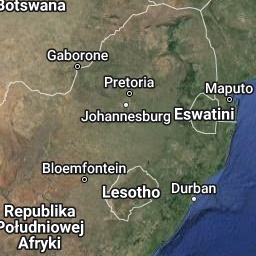 Botswana
Gaborone
Pretoria
Maputo
Johannesburg
Eswatini
Bloemfontein
Lesotho
Durban
Republika
Południowej
Afryki